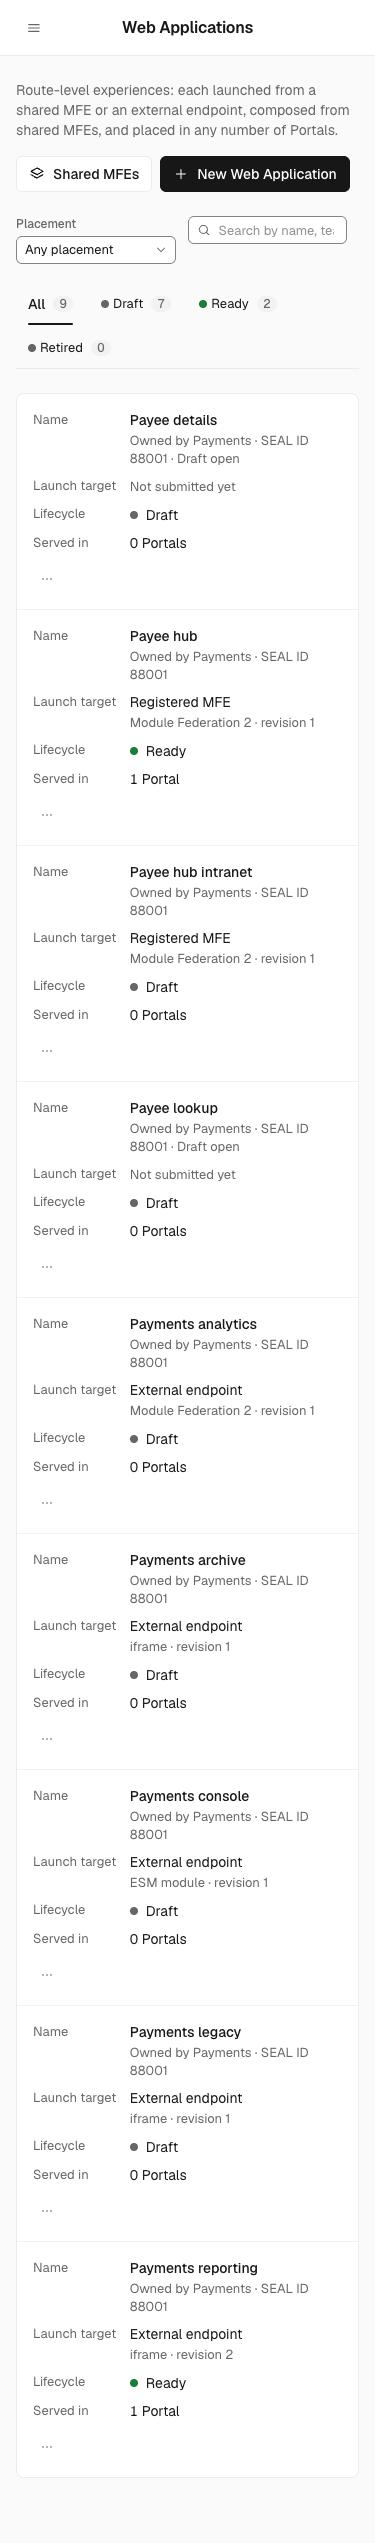 Web Applications
Route-level experiences: each launched from a
shared MFE or an external endpoint, composed from
shared MFEs, and placed in any number of Portals.
Shared MFEs
New Web Application
Placement
Any placement
Search by name, te
All 9
Draft 7
Ready 2
Retired 0
Name Payee details
Owned by Payments · SEAL ID
88001 · Draft open
Launch target Not submitted yet
Lifecycle Draft
Served in 0 Portals
...
Name Payee hub
Owned by Payments · SEAL ID
88001
Launch target Registered MFE
Module Federation 2 · revision 1
Lifecycle Ready
Served in 1 Portal
...
Name Payee hub intranet
Owned by Payments · SEAL ID
88001
Launch target Registered MFE
Module Federation 2 · revision 1
Lifecycle Draft
Served in 0 Portals
...
Name Payee lookup
Owned by Payments · SEAL ID
88001 · Draft open
Launch target Not submitted yet
Lifecycle Draft
Served in 0 Portals
...
Name Payments analytics
Owned by Payments · SEAL ID
88001
Launch target External endpoint
Module Federation 2 · revision 1
Lifecycle Draft
Served in 0 Portals
...
Name Payments archive
Owned by Payments · SEAL ID
88001
Launch target External endpoint
iframe · revision 1
Lifecycle Draft
Served in 0 Portals
...
Name Payments console
Owned by Payments · SEAL ID
88001
Launch target External endpoint
ESM module · revision 1
Lifecycle Draft
Served in 0 Portals
...
Name Payments legacy
Owned by Payments · SEAL ID
88001
Launch target External endpoint
iframe · revision 1
Lifecycle Draft
Served in 0 Portals
...
Name Payments reporting
Owned by Payments · SEAL ID
88001
Launch target External endpoint
iframe · revision 2
Lifecycle Ready
Served in 1 Portal
...